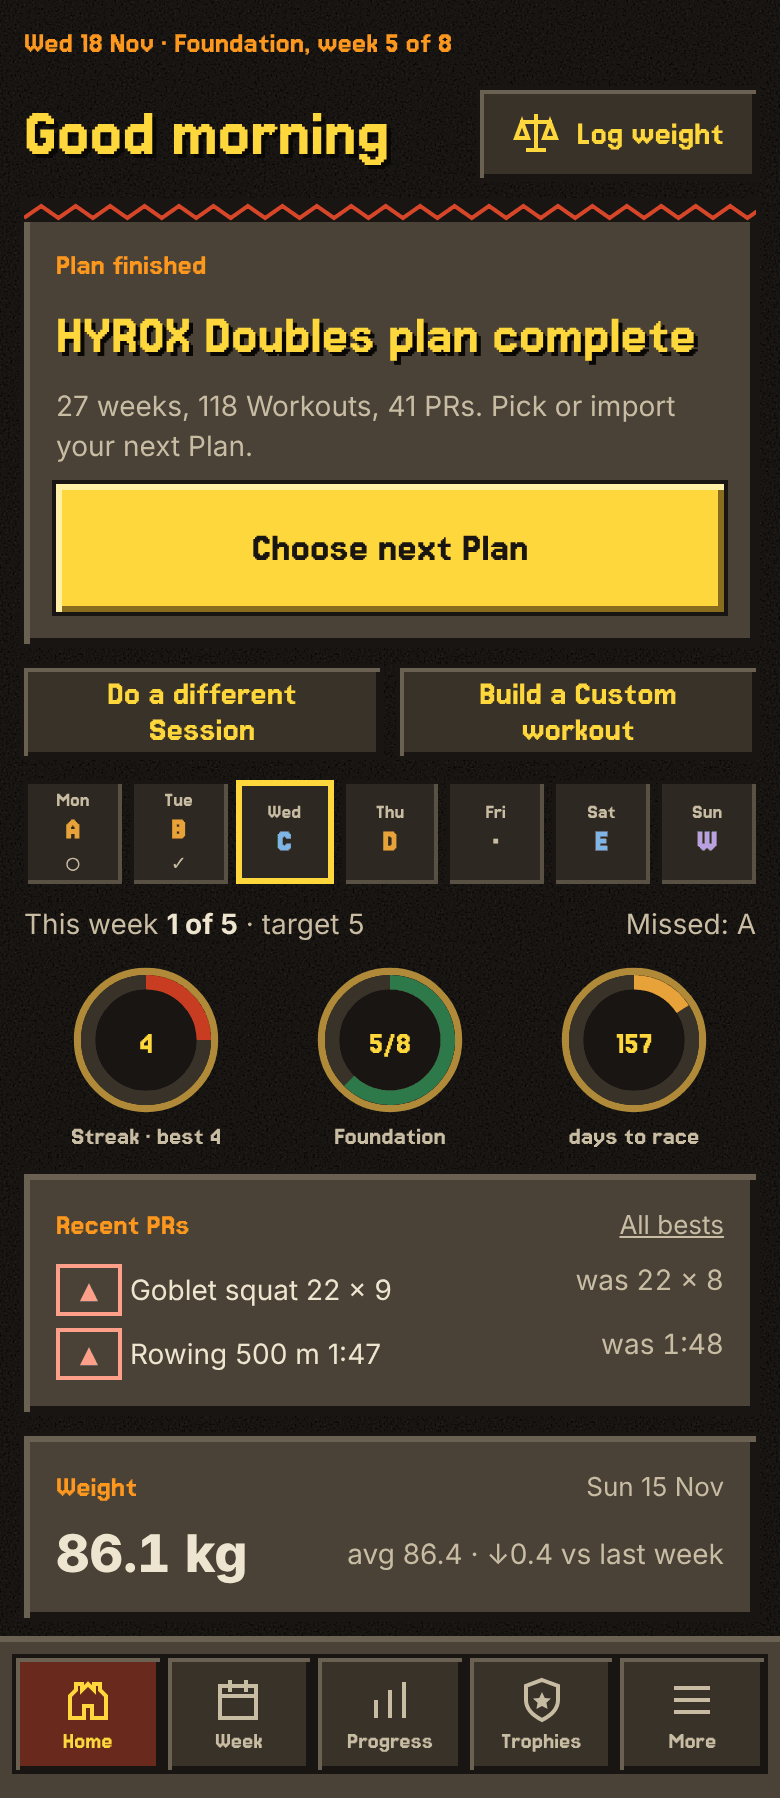 Wed 18 Nov · Foundation, week 5 of 8
Good morning
Log weight
Plan finished
HYROX Doubles plan complete
27 weeks, 118 Workouts, 41 PRs. Pick or import
your next Plan.
Choose next Plan
Do a different
Session
Build a Custom
workout
Mon
A
○
Tue
B
✓
Wed
C
Thu
D
Fri
·
Sat
E
Sun
W
This week 1 of 5 · target 5
Missed: A
4
Streak · best 4
5/8
Foundation
157
days to race
Recent PRs
All bests
▲ Goblet squat 22 × 9
was 22 × 8
▲ Rowing 500 m 1:47
was 1:48
Weight
Sun 15 Nov
86.1 kg
avg 86.4 · ↓0.4 vs last week
Home
Week
Progress
Trophies
More